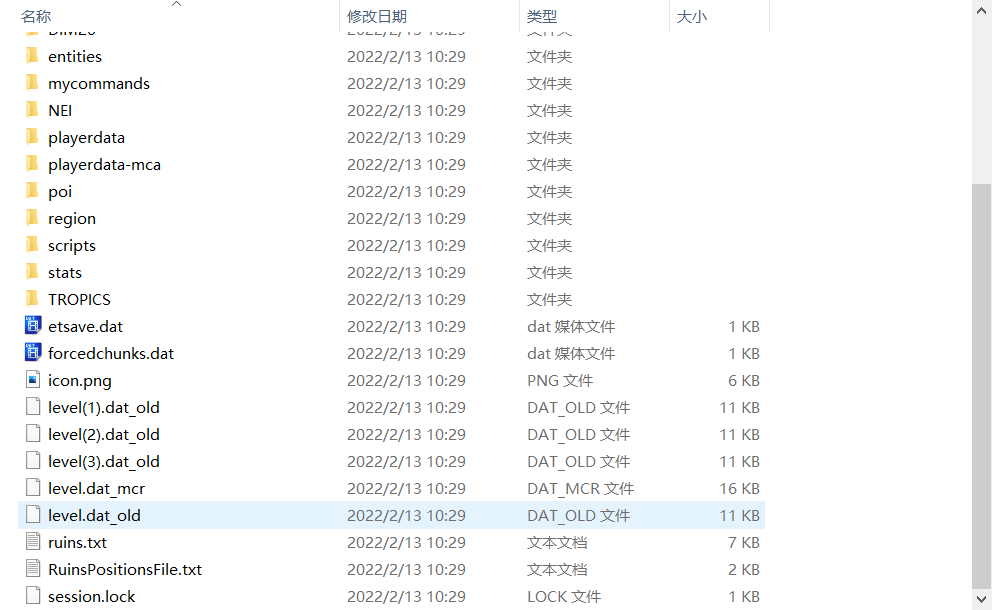 名称 修改日期 类型 大小
entities 2022/2/13 10:29 文件夹
mycommands 2022/2/13 10:29 文件夹
NEI 2022/2/13 10:29 文件夹
playerdata 2022/2/13 10:29 文件夹
playerdata-mca 2022/2/13 10:29 文件夹
poi 2022/2/13 10:29 文件夹
region 2022/2/13 10:29 文件夹
scripts 2022/2/13 10:29 文件夹
stats 2022/2/13 10:29 文件夹
TROPICS 2022/2/13 10:29 文件夹
etsave.dat 2022/2/13 10:29 dat 媒体文件 1 KB
forcedchunks.dat 2022/2/13 10:29 dat 媒体文件 1 KB
icon.png 2022/2/13 10:29 PNG 文件 6 KB
level(1).dat_old 2022/2/13 10:29 DAT_OLD 文件 11 KB
level(2).dat_old 2022/2/13 10:29 DAT_OLD 文件 11 KB
level(3).dat_old 2022/2/13 10:29 DAT_OLD 文件 11 KB
level.dat_mcr 2022/2/13 10:29 DAT_MCR 文件 16 KB
level.dat_old 2022/2/13 10:29 DAT_OLD 文件 11 KB
ruins.txt 2022/2/13 10:29 文本文档 7 KB
RuinsPositionsFile.txt 2022/2/13 10:29 文本文档 2 KB
session.lock 2022/2/13 10:29 LOCK 文件 1 KB